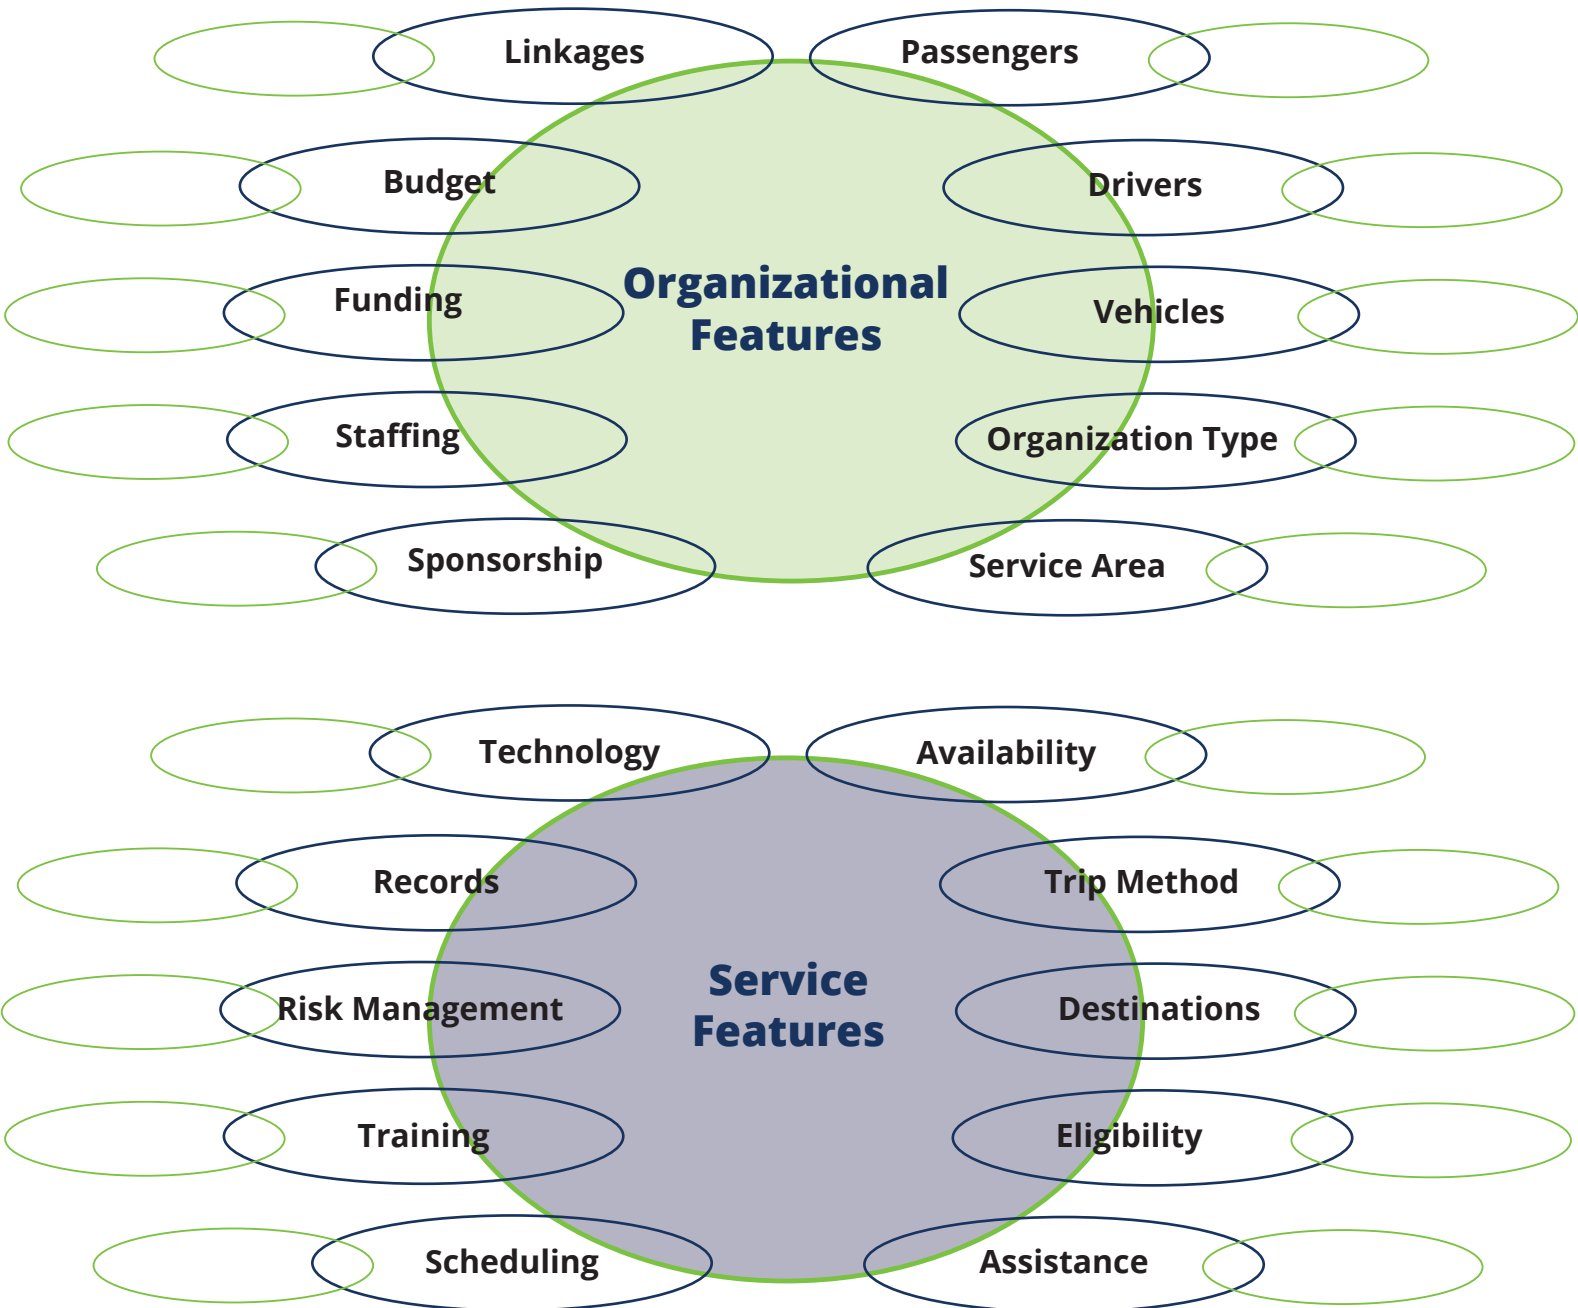 Linkages
Passengers
Budget
Drivers
Organizational
Features
Funding
Vehicles
Staffing
Organization Type
Sponsorship
Service Area
Technology
Availability
Records
Trip Method
Service
Features
Risk Management
Destinations
Training
Eligibility
Scheduling
Assistance